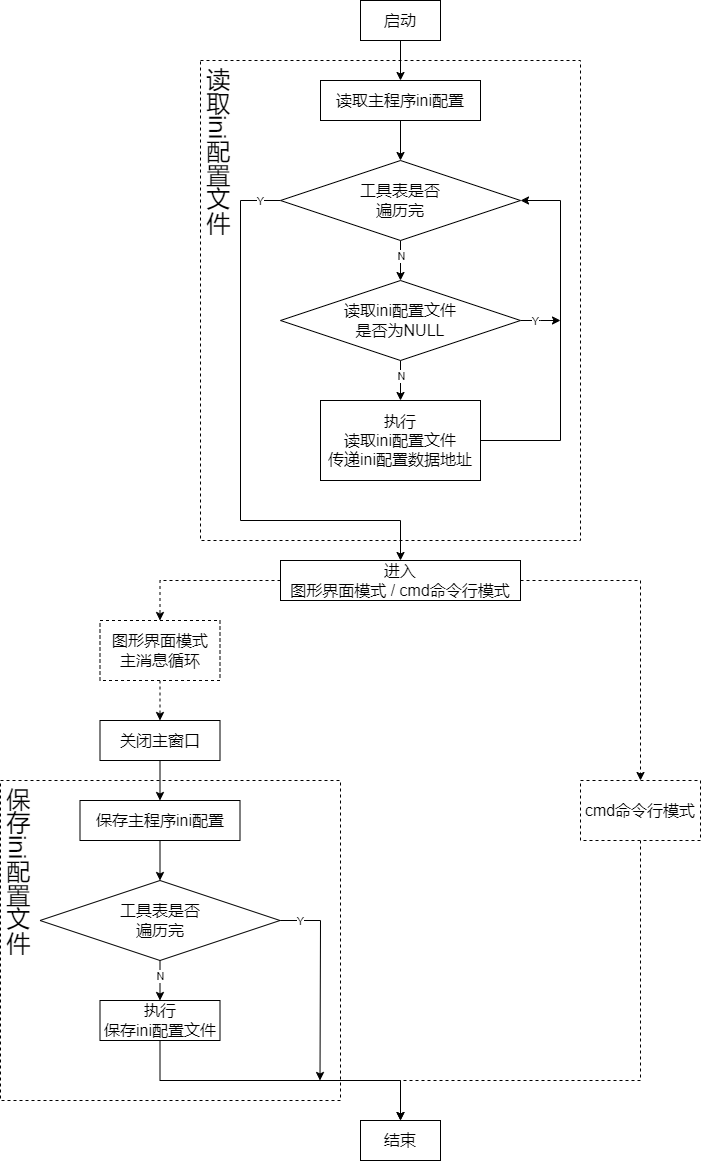 启动
读取ini配置文件
读取主程序ini配置
工具表是否
遍历完
Y
N
读取ini配置文件
是否为NULL
Y
N
执行
读取ini配置文件
传递ini配置数据地址
进入
图形界面模式 / cmd命令行模式
图形界面模式
主消息循环
关闭主窗口
保存ini配置文件
保存主程序ini配置
cmd命令行模式
工具表是否
遍历完
Y
N
执行
保存ini配置文件
结束